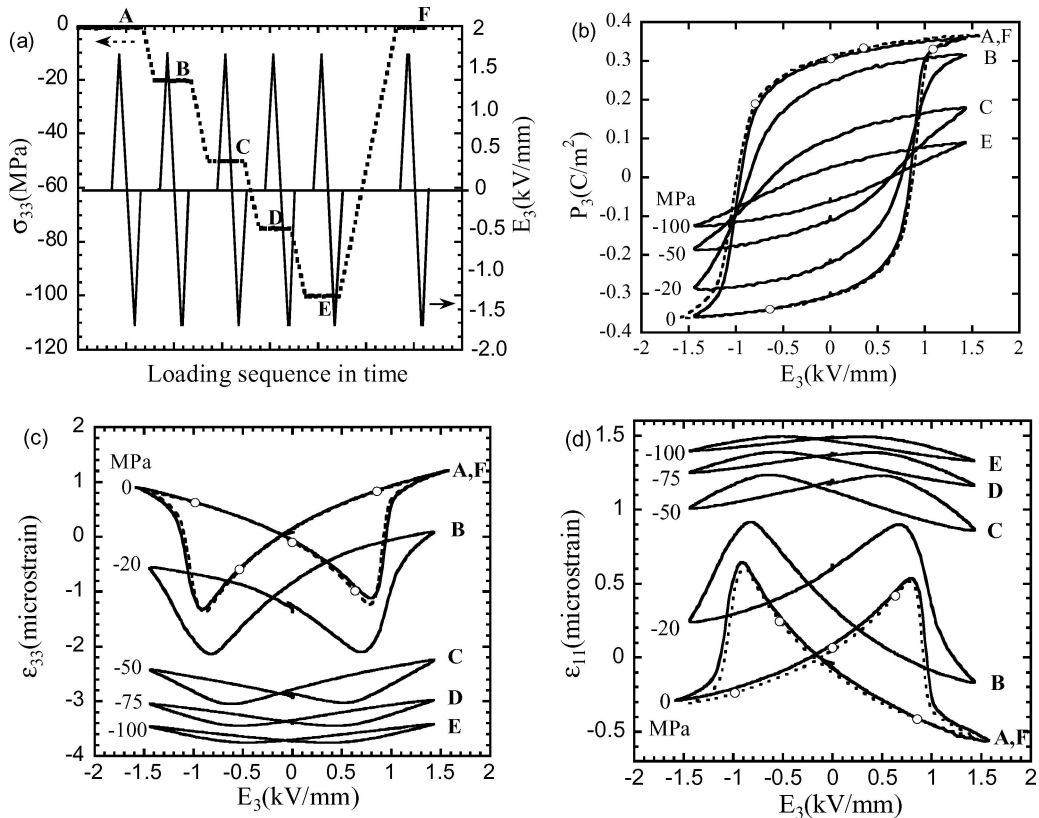 (a)
σ33(MPa)
0
-20
-40
-60
-80
-100
-120
A
B
C
D
E
F
2
1.5
1
0.5
0
-0.5
-1.0
-1.5
-2.0
E3(kV/mm)
Loading sequence in time
(b)
P3(C/m²)
0.4
0.3
0.2
0.1
0
-0.1
-0.2
-0.3
-0.4
A,F
B
C
E
MPa
-100
-50
-20
0
-2 -1.5 -1 -0.5 0 0.5 1 1.5 2
E3(kV/mm)
(c)
ε33(microstrain)
2
1
0
-1
-2
-3
-4
MPa
0
-20
-50
-75
-100
A,F
B
C
D
E
-2 -1.5 -1 -0.5 0 0.5 1 1.5 2
E3(kV/mm)
(d)
ε11(microstrain)
1.5
1
0.5
0
-0.5
-100
-75
-50
-20
0
MPa
E
D
C
B
A,F
-2 -1.5 -1 -0.5 0 0.5 1 1.5 2
E3(kV/mm)